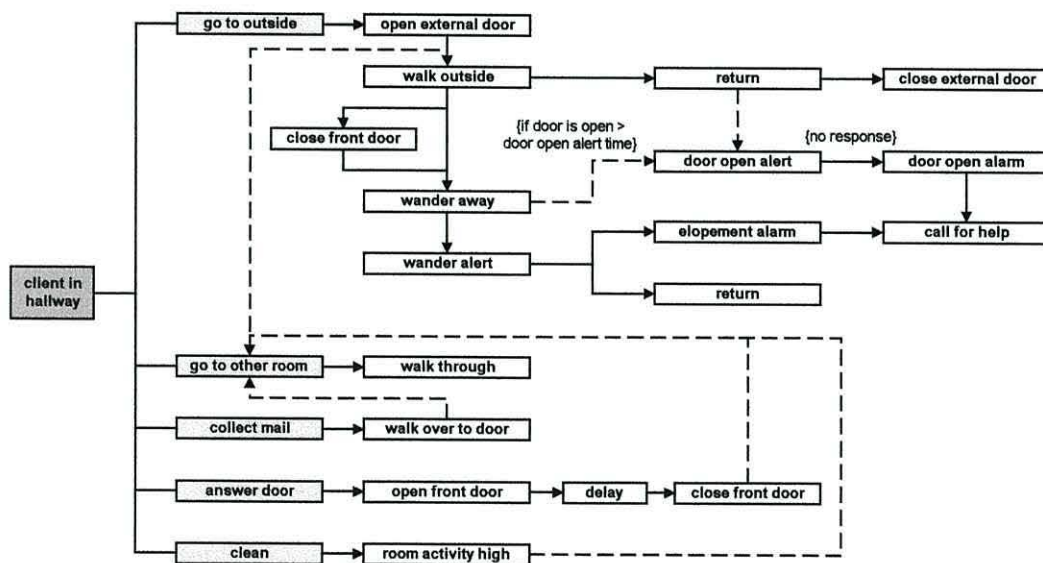 go to outside
open external door
walk outside
return
close external door
close front door
{if door is open >
door open alert time}
{no response}
door open alert
door open alarm
wander away
elopement alarm
call for help
wander alert
return
client in
hallway
go to other room
walk through
collect mail
walk over to door
answer door
open front door
delay
close front door
clean
room activity high